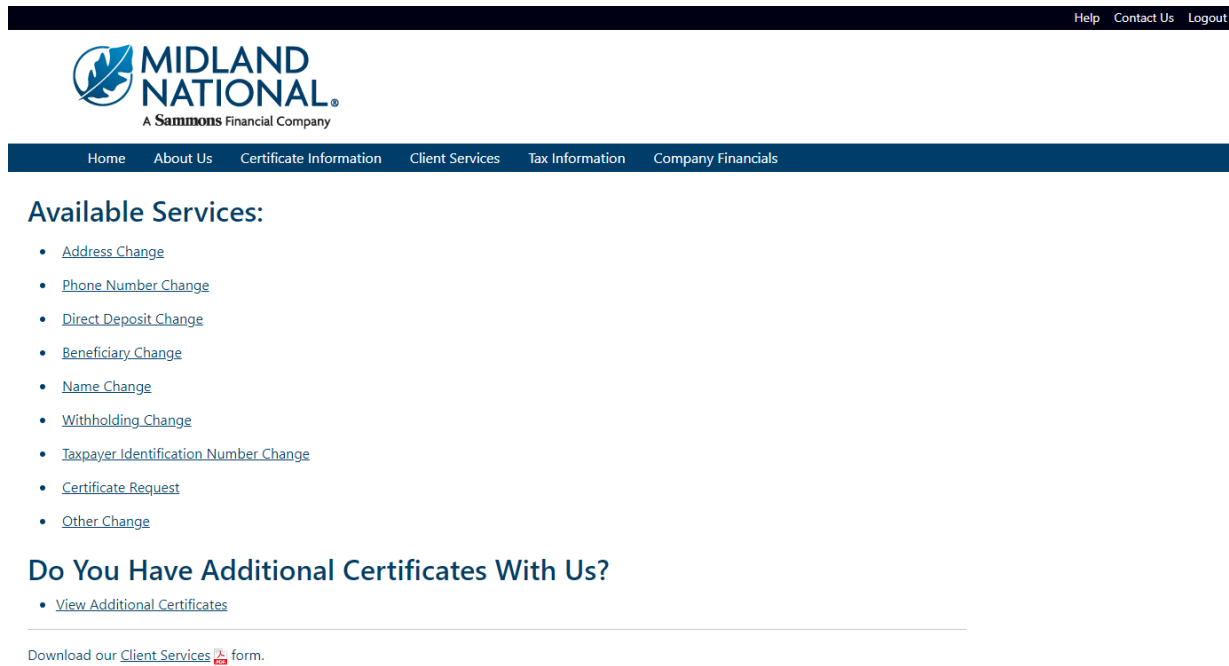 Help Contact Us Logout
MIDLAND
NATIONAL®
A Sammons Financial Company
Home About Us Certificate Information Client Services Tax Information Company Financials
Available Services:
• Address Change
• Phone Number Change
• Direct Deposit Change
• Beneficiary Change
• Name Change
• Withholding Change
• Taxpayer Identification Number Change
• Certificate Request
• Other Change
Do You Have Additional Certificates With Us?
• View Additional Certificates
Download our Client Services form.